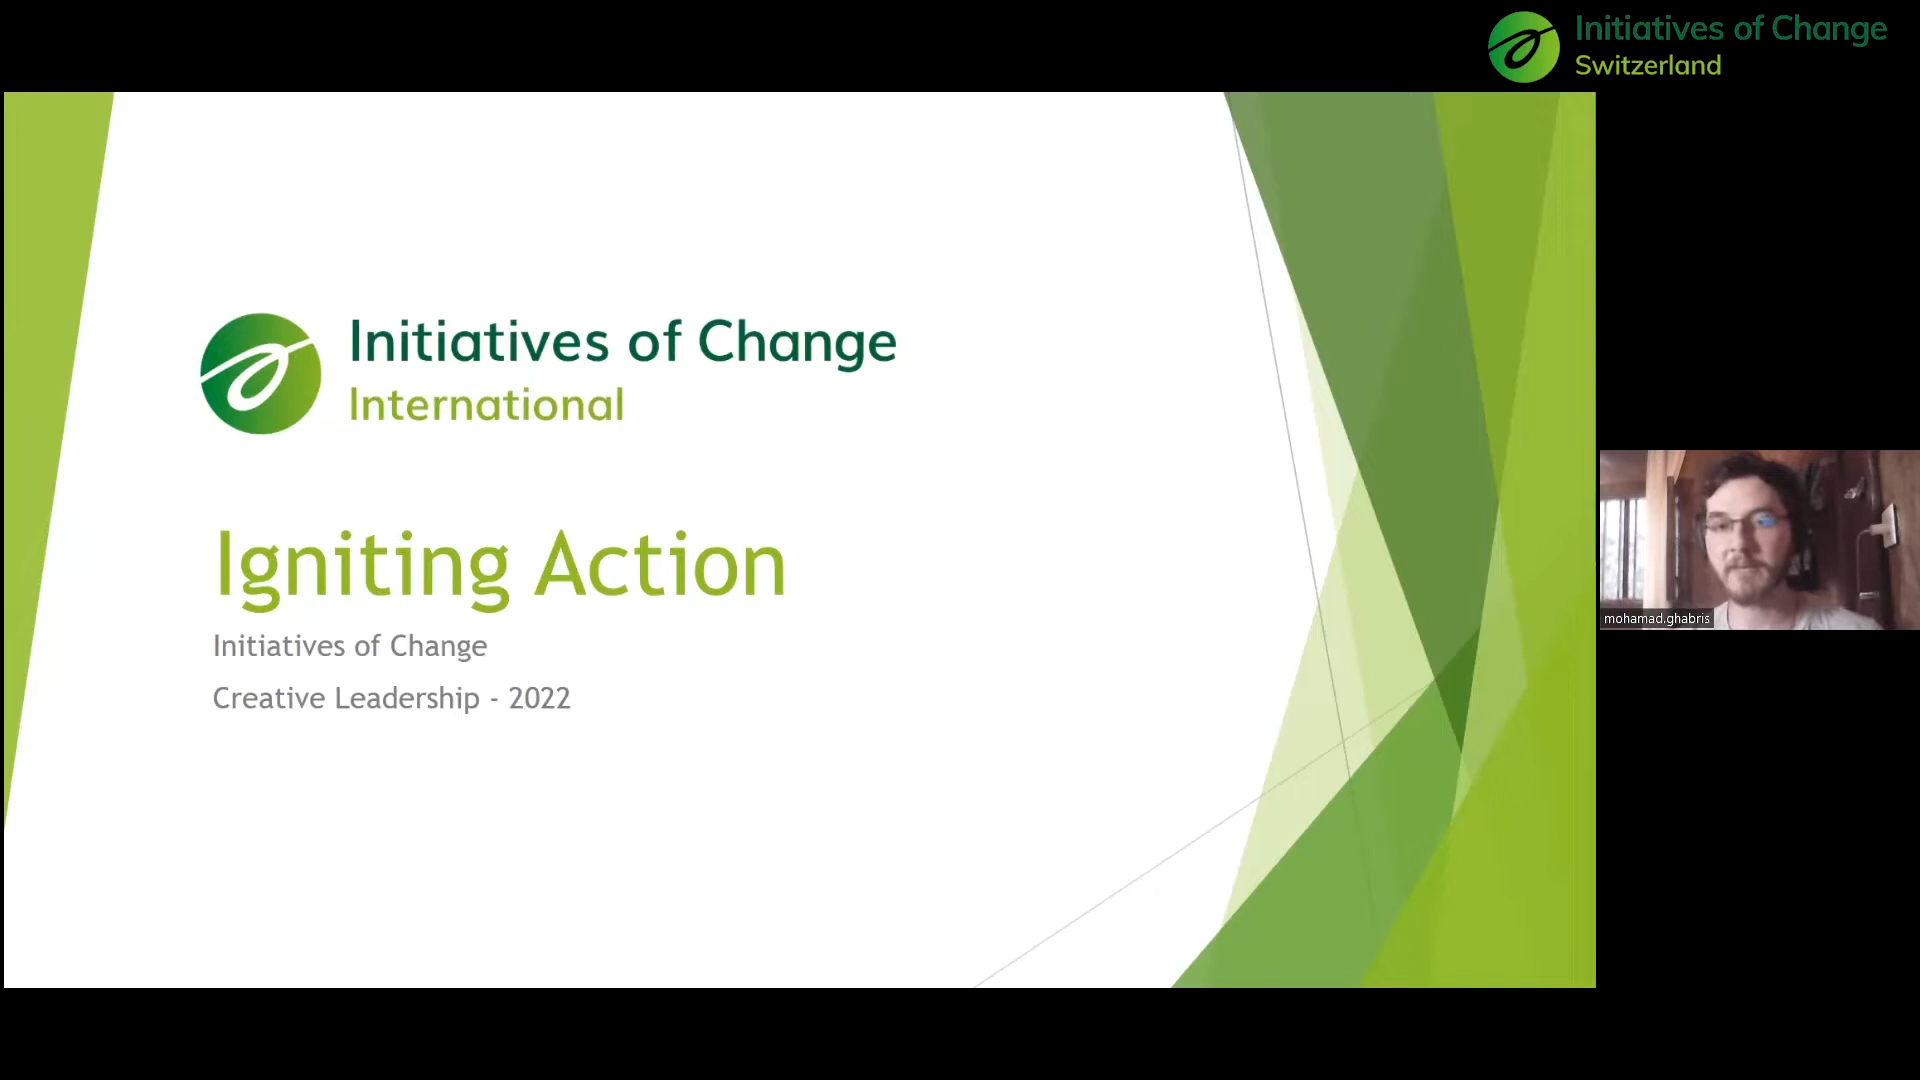 Initiatives of Change
Switzerland
Initiatives of Change
International
Igniting Action
Initiatives of Change
Creative Leadership - 2022
mohamad.ghabris